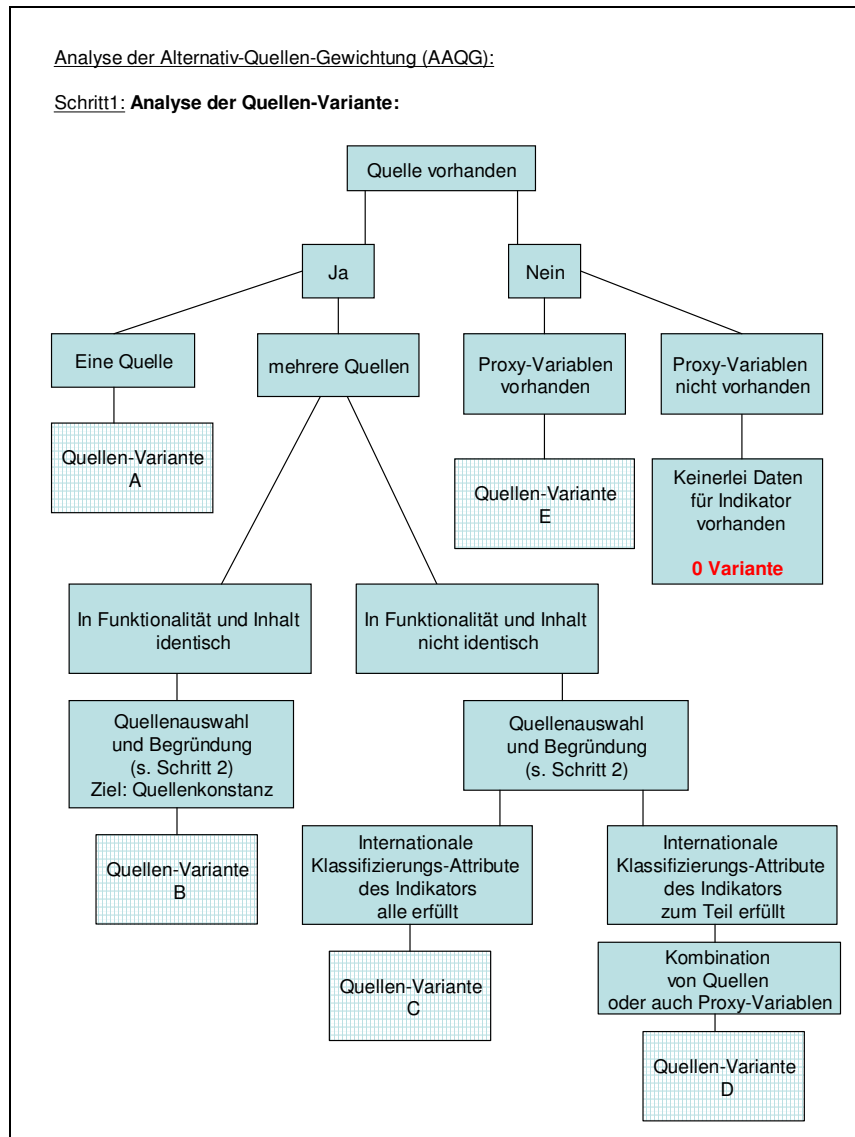 Analyse der Alternativ-Quellen-Gewichtung (AAQG):
Schritt1: Analyse der Quellen-Variante:
Quelle vorhanden
Ja
Nein
Eine Quelle
mehrere Quellen
Proxy-Variablen
vorhanden
Proxy-Variablen
nicht vorhanden
Quellen-Variante
A
Quellen-Variante
E
Keinerlei Daten
für Indikator
vorhanden
0 Variante
In Funktionalität und Inhalt
identisch
In Funktionalität und Inhalt
nicht identisch
Quellenauswahl
und Begründung
(s. Schritt 2)
Ziel: Quellenkonstanz
Quellenauswahl
und Begründung
(s. Schritt 2)
Quellen-Variante
B
Internationale
Klassifizierungs-Attribute
des Indikators
alle erfüllt
Internationale
Klassifizierungs-Attribute
des Indikators
zum Teil erfüllt
Quellen-Variante
C
Kombination
von Quellen
oder auch Proxy-Variablen
Quellen-Variante
D